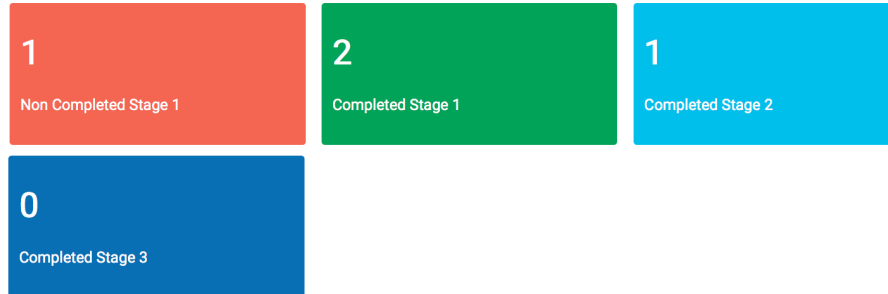 1
Non Completed Stage 1
2
Completed Stage 1
1
Completed Stage 2
0
Completed Stage 3